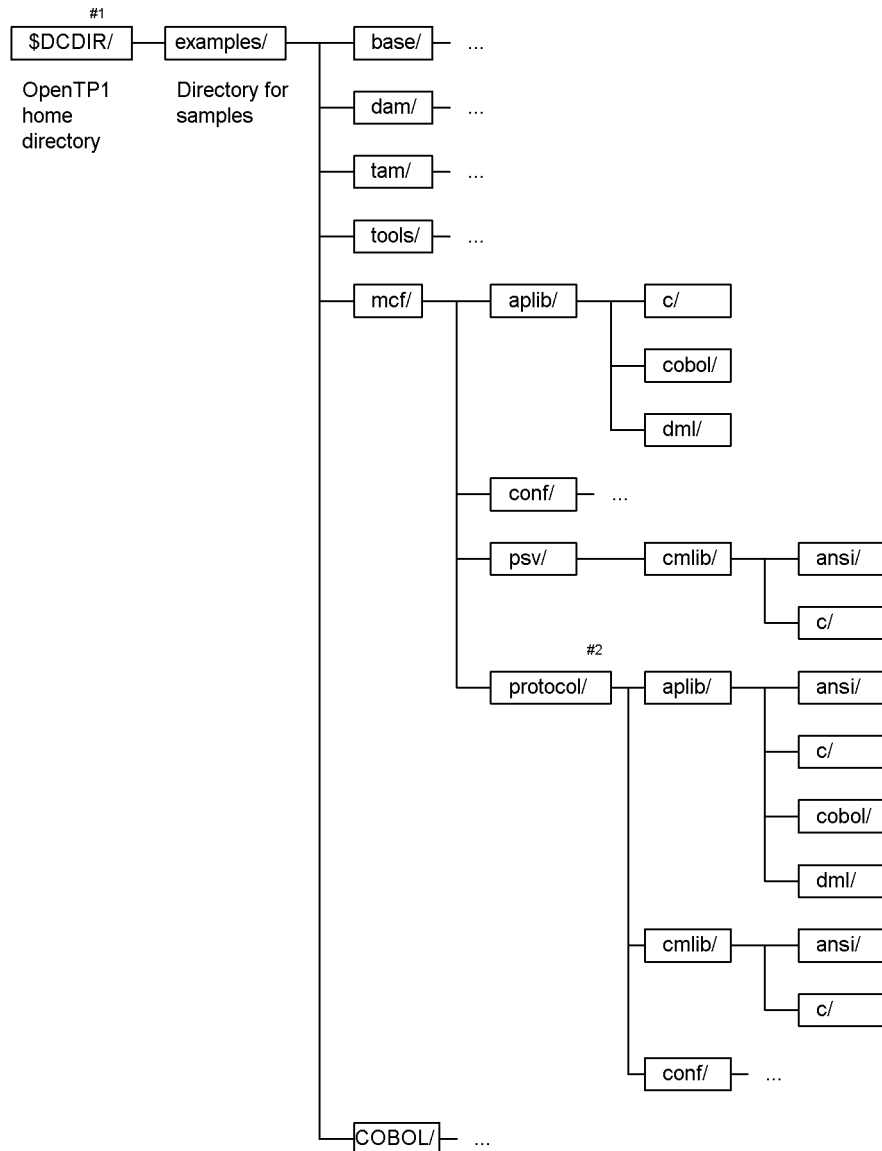 #1
$DCDIR/ examples/ base/ ...
OpenTP1
home
directory
Directory for
samples
dam/ ...
tam/ ...
tools/ ...
mcf/ aplib/ c/
cobol/
dml/
conf/ ...
psv/ cmlib/ ansi/
c/
#2
protocol/ aplib/ ansi/
c/
cobol/
dml/
cmlib/ ansi/
c/
conf/ ...
COBOL/ ...